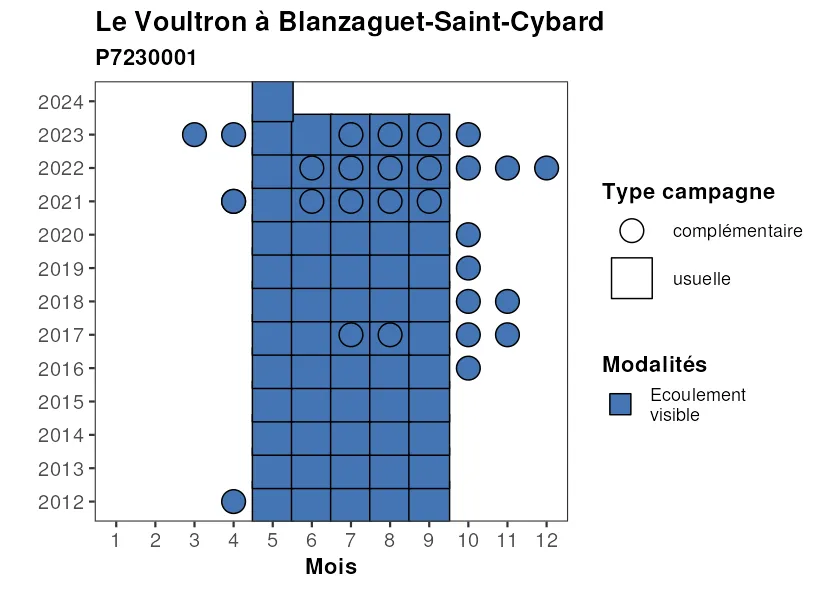 Le Voultron à Blanzaguet-Saint-Cybard
P7230001
2024
2023
2022
2021
2020
2019
2018
2017
2016
2015
2014
2013
2012
1 2 3 4 5 6 7 8 9 10 11 12
Mois
Type campagne
complémentaire
usuelle
Modalités
Ecoulement
visible